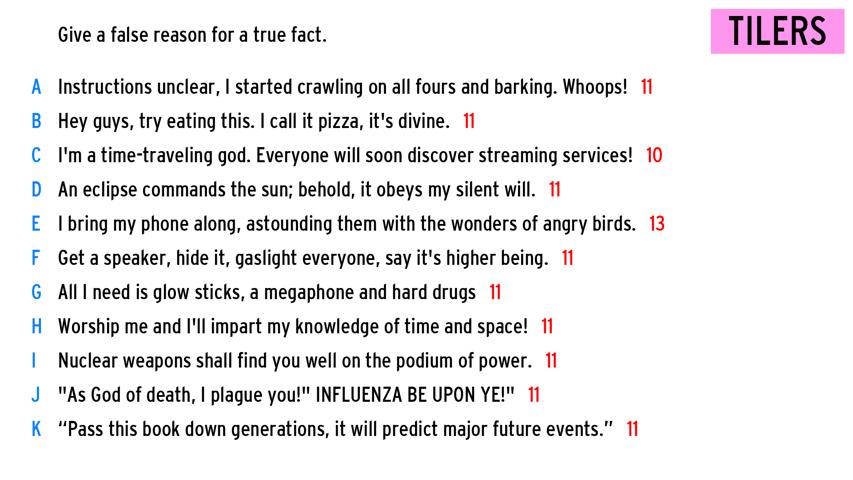 Give a false reason for a true fact.
TILERS
A Instructions unclear, I started crawling on all fours and barking. Whoops! 11
B Hey guys, try eating this. I call it pizza, it's divine. 11
C I'm a time-traveling god. Everyone will soon discover streaming services! 10
D An eclipse commands the sun; behold, it obeys my silent will. 11
E I bring my phone along, astounding them with the wonders of angry birds. 13
F Get a speaker, hide it, gaslight everyone, say it's higher being. 11
G All I need is glow sticks, a megaphone and hard drugs 11
H Worship me and I'll impart my knowledge of time and space! 11
I Nuclear weapons shall find you well on the podium of power. 11
J "As God of death, I plague you!" INFLUENZA BE UPON YE!" 11
K “Pass this book down generations, it will predict major future events.” 11